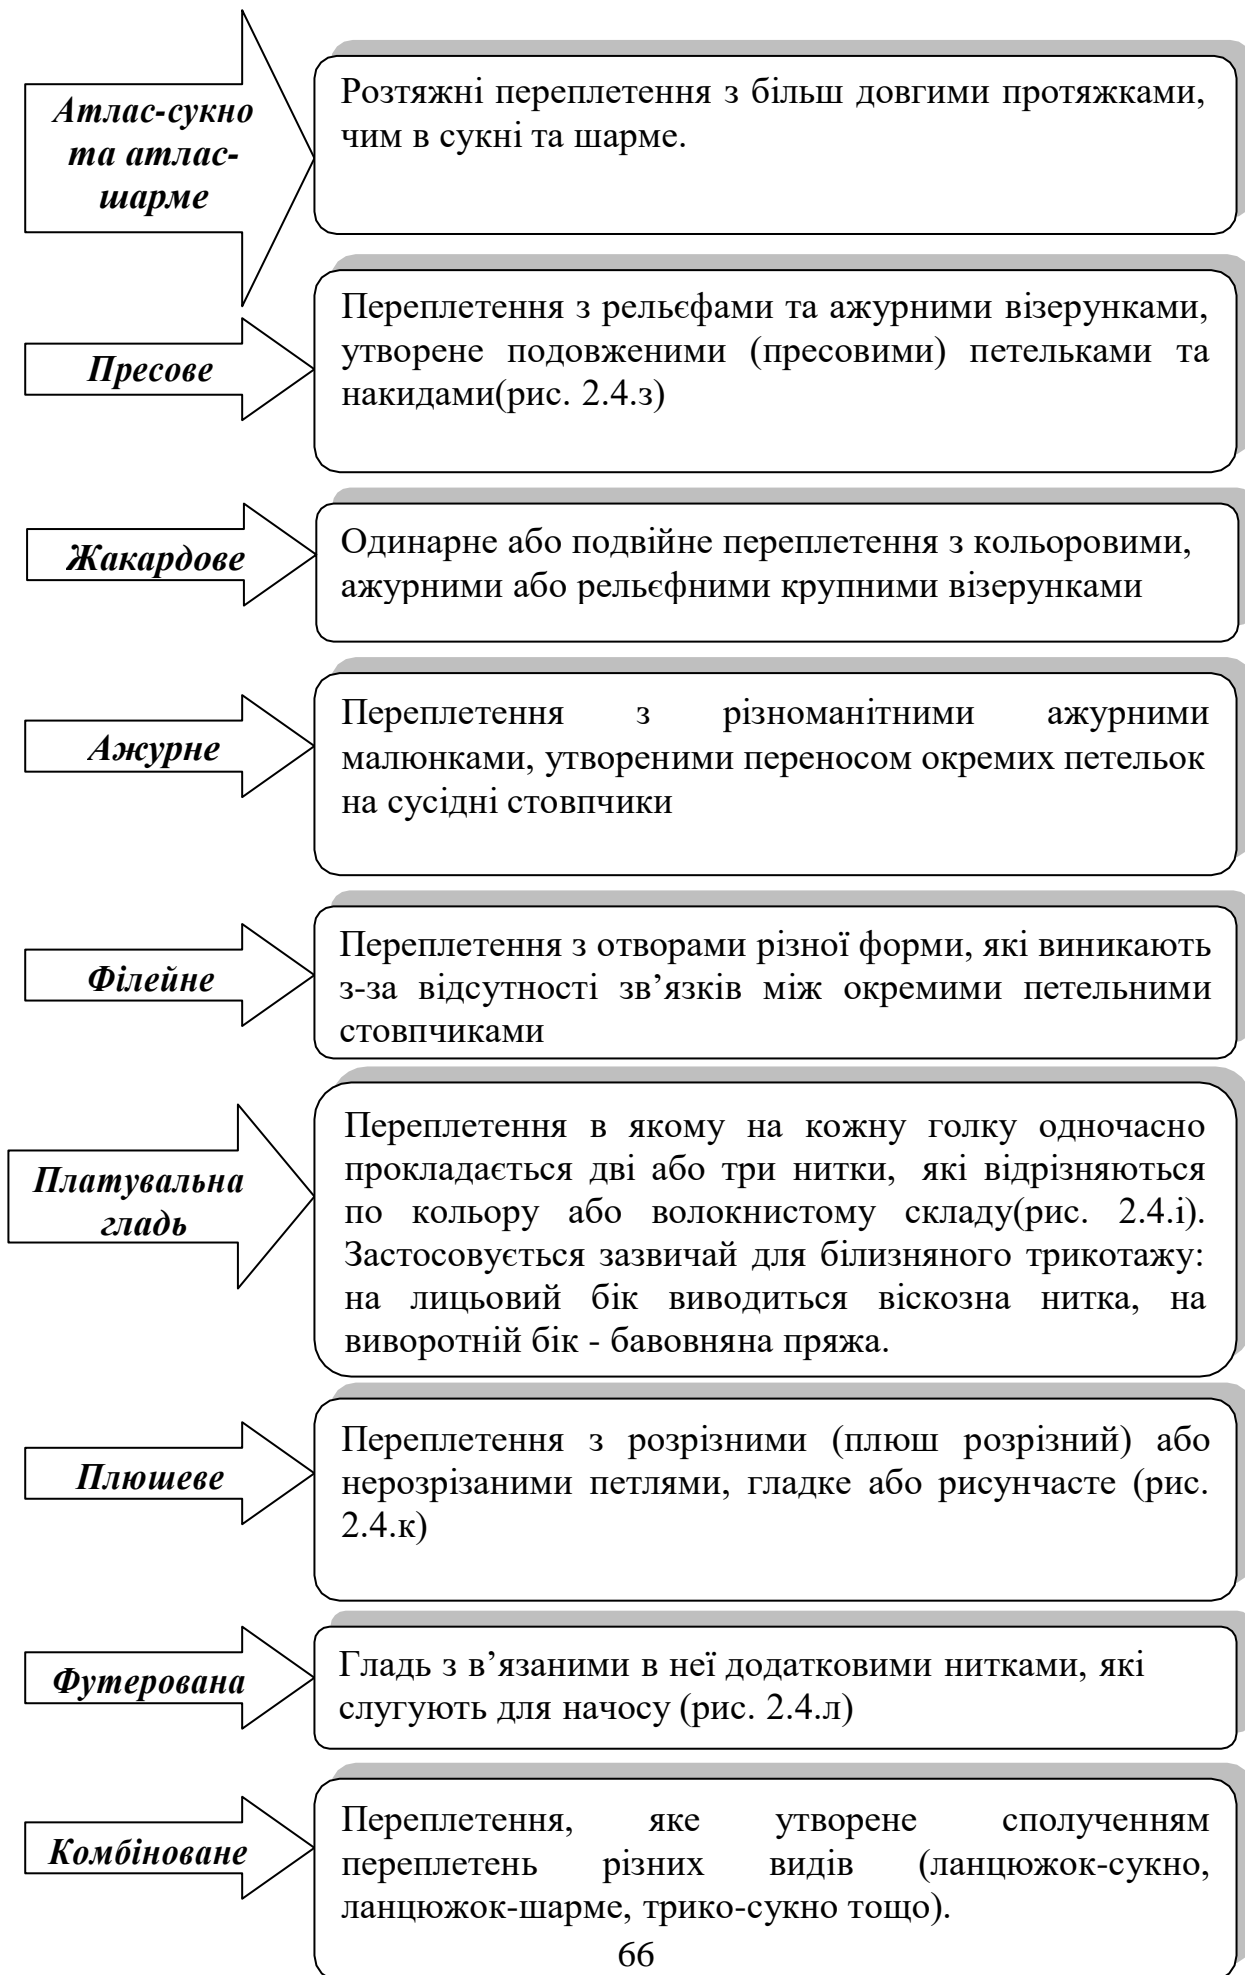 Атлас-сукно
та атлас-
шарме
Розтяжні переплетення з більш довгими протяжками,
чим в сукні та шарме.
Пресове
Переплетення з рельєфами та ажурними візерунками,
утворене подовженими (пресовими) петельками та
накидами(рис. 2.4.з)
Жакардове
Одинарне або подвійне переплетення з кольоровими,
ажурними або рельєфними крупними візерунками
Ажурне
Переплетення з різноманітними ажурними
малюнками, утвореними переносом окремих петельок
на сусідні стовпчики
Філейне
Переплетення з отворами різної форми, які виникають
з-за відсутності зв’язків між окремими петельними
стовпчиками
Платувальна
гладь
Переплетення в якому на кожну голку одночасно
прокладається дві або три нитки, які відрізняються
по кольору або волокнистому складу(рис. 2.4.і).
Застосовується зазвичай для білизняного трикотажу:
на лицьовий бік виводиться віскозна нитка, на
виворотній бік - бавовняна пряжа.
Плюшеве
Переплетення з розрізними (плюш розрізний) або
нерозрізаними петлями, гладке або рисунчасте (рис.
2.4.к)
Футерована
Гладь з в’язаними в неї додатковими нитками, які
слугують для начосу (рис. 2.4.л)
Комбіноване
Переплетення, яке утворене сполученням
переплетень різних видів (ланцюжок-сукно,
ланцюжок-шарме, трико-сукно тощо).
66